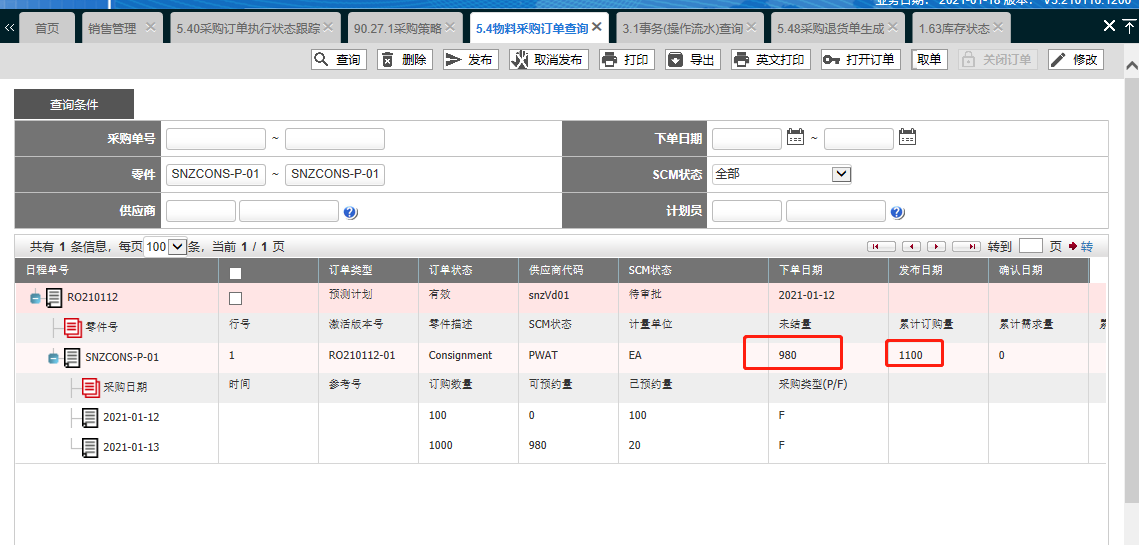 业务日期: 2021-01-18 版本: V5.210110.1200
首页 销售管理 5.40采购订单执行状态跟踪 90.27.1采购策略 5.4物料采购订单查询 3.1事务(操作流水)查询 5.48采购退货单生成 1.63库存状态
查询 删除 发布 取消发布 打印 导出 英文打印 打开订单 取单 关闭订单 修改
查询条件
采购单号 ~ 下单日期 ~
零件 SNZCONS-P-01 ~ SNZCONS-P-01 SCM状态 全部
供应商 计划员
共有 1 条信息, 每页 100 条, 当前 1 / 1 页 转到 页 转
日程单号 订单类型 订单状态 供应商代码 SCM状态 下单日期 发布日期 确认日期
RO210112 预测计划 有效 snzVd01 待审批 2021-01-12
零件号 行号 激活版本号 零件描述 SCM状态 计量单位 未结量 累计订购量 累计需求量
SNZCONS-P-01 1 RO210112-01 Consignment PWAT EA 980 1100 0
采购日期 时间 参考号 订购数量 可预约量 已预约量 采购类型(P/F)
2021-01-12 100 0 100 F
2021-01-13 1000 980 20 F